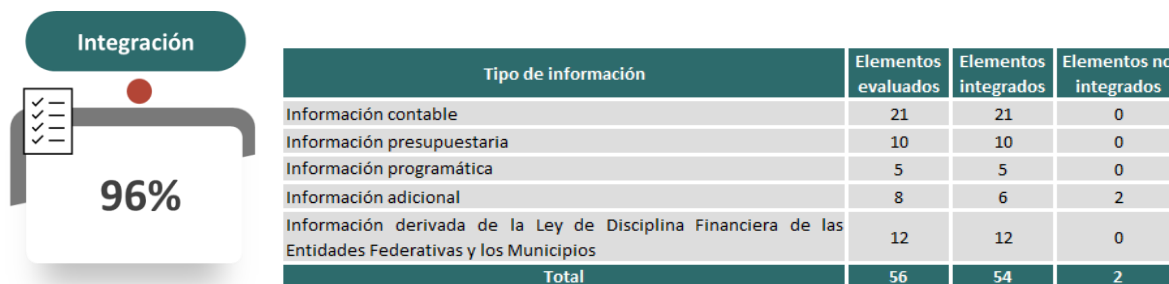 Integración
96%
Tipo de información
Elementos evaluados
Elementos integrados
Elementos no integrados
Información contable 21 21 0
Información presupuestaria 10 10 0
Información programática 5 5 0
Información adicional 8 6 2
Información derivada de la Ley de Disciplina Financiera de las
Entidades Federativas y los Municipios 12 12 0
Total 56 54 2